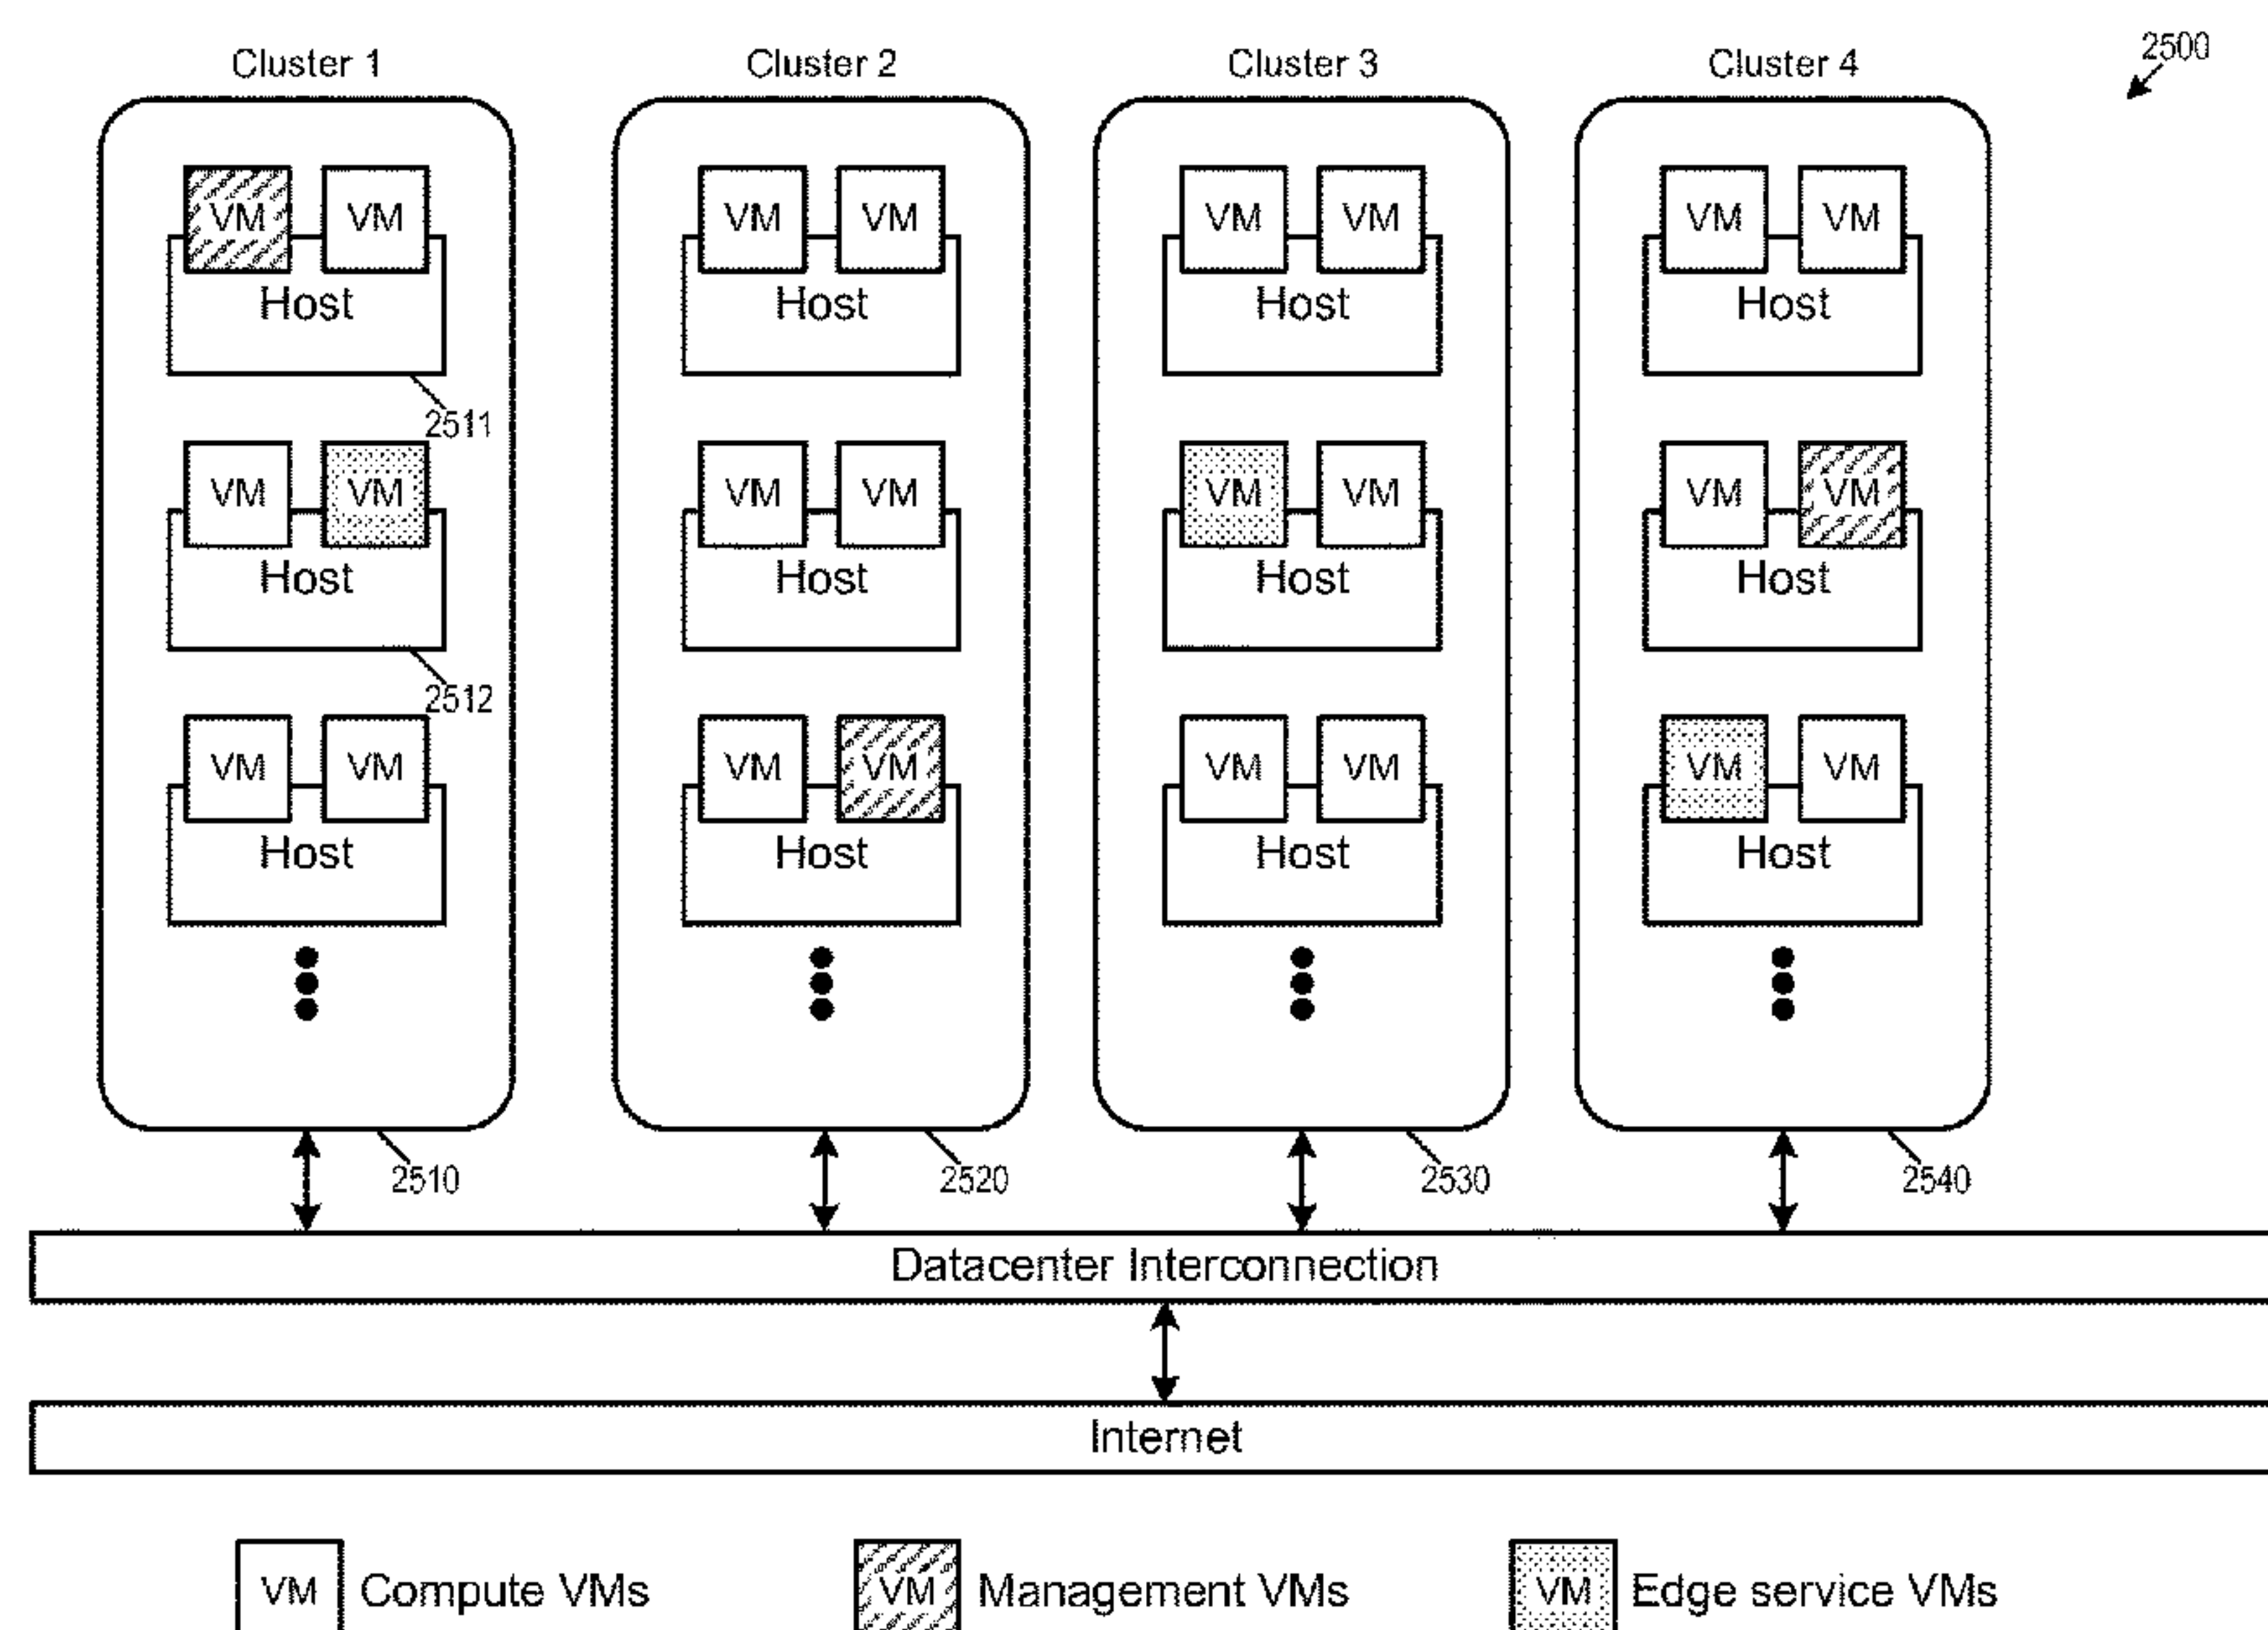 2500
Cluster 1 Cluster 2 Cluster 3 Cluster 4
VM VM VM VM VM VM VM VM
Host Host Host Host
2511
VM VM VM VM VM VM VM VM
Host Host Host Host
2512
VM VM VM VM VM VM VM VM
Host Host Host Host
2510 2520 2530 2540
Datacenter Interconnection
Internet
VM Compute VMs VM Management VMs VM Edge service VMs